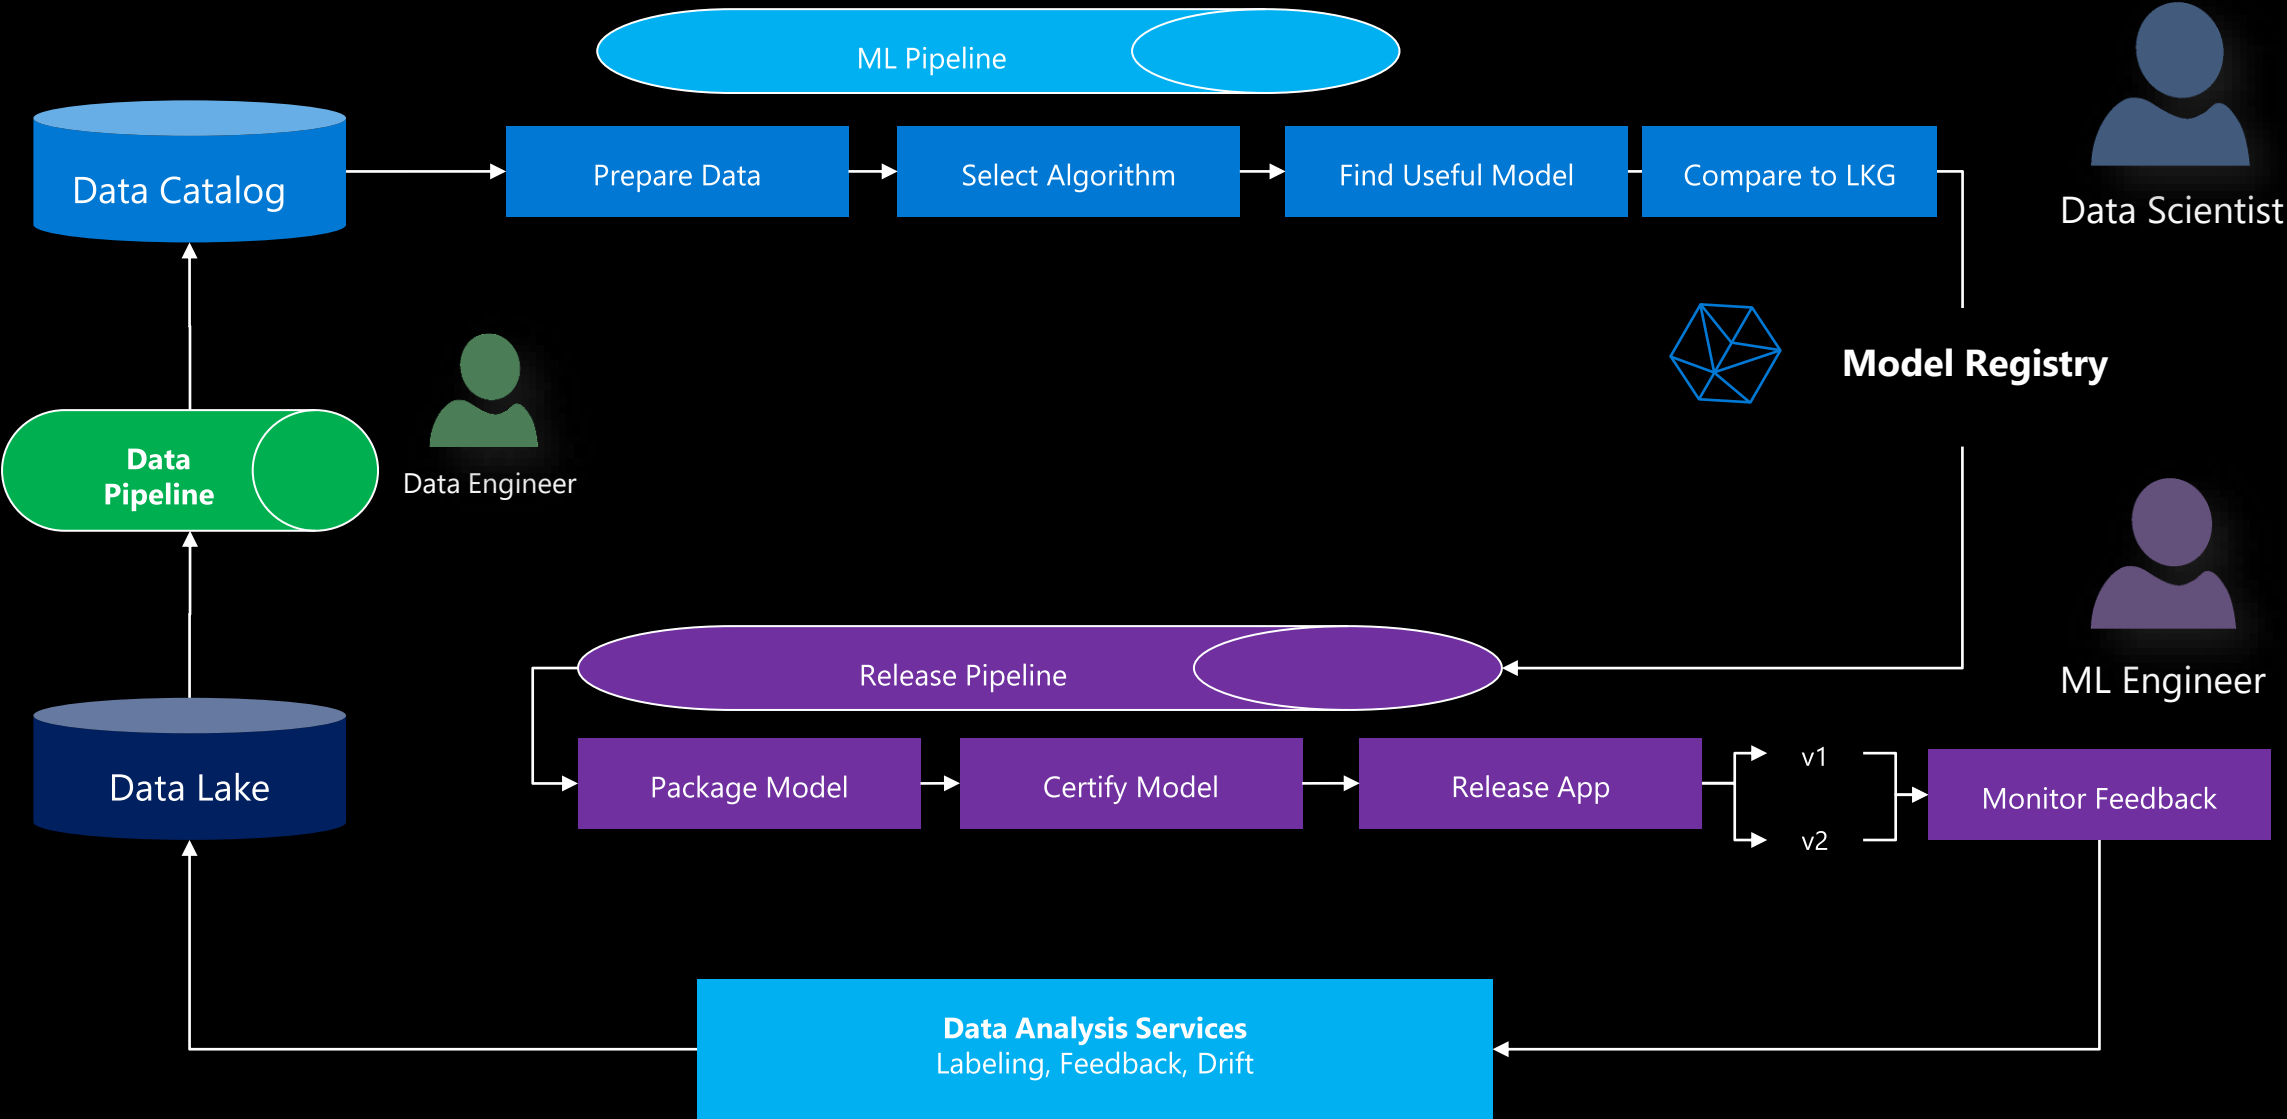 ML Pipeline
Data Catalog
Prepare Data
Select Algorithm
Find Useful Model
Compare to LKG
Data Scientist
Model Registry
Data
Pipeline
Data Engineer
Release Pipeline
ML Engineer
Data Lake
Package Model
Certify Model
Release App
v1
v2
Monitor Feedback
Data Analysis Services
Labeling, Feedback, Drift